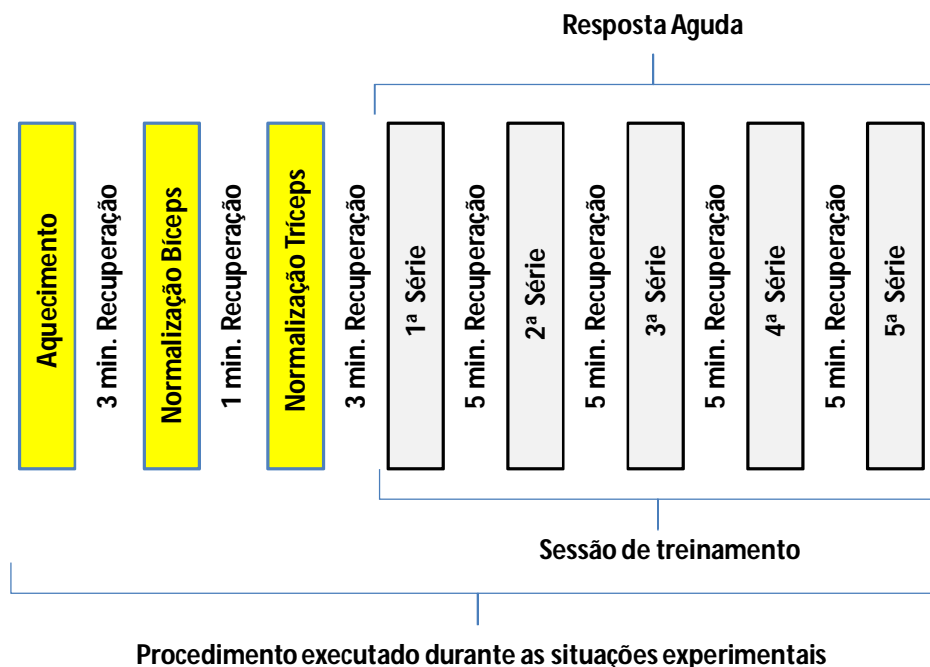 Resposta Aguda
Aquecimento
3 min. Recuperação
Normalização Bíceps
1 min. Recuperação
Normalização Tríceps
3 min. Recuperação
1ª Série
5 min. Recuperação
2ª Série
5 min. Recuperação
3ª Série
5 min. Recuperação
4ª Série
5 min. Recuperação
5ª Série
Sessão de treinamento
Procedimento executado durante as situações experimentais